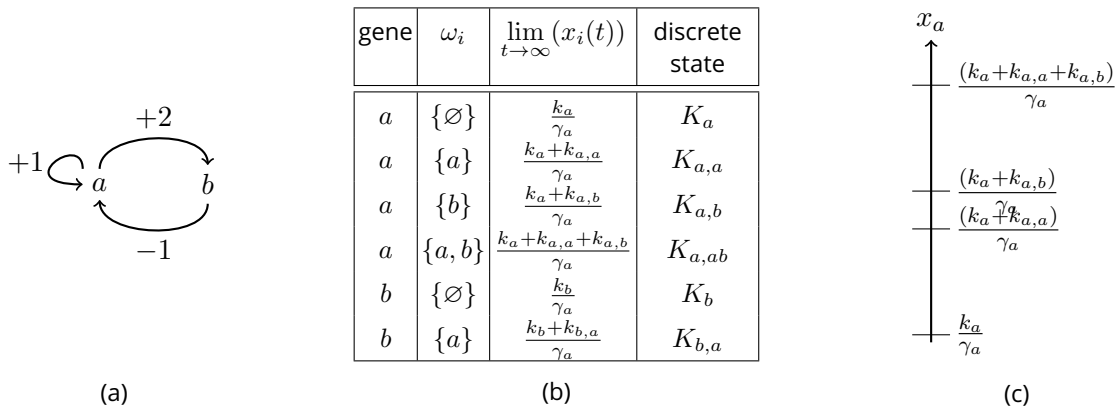 +2
+1
a
b
−1
(a)
gene ω_i lim_{t→∞}(x_i(t)) discrete state
a {∅} k_a/γ_a K_a
a {a} (k_a+k_{a,a})/γ_a K_{a,a}
a {b} (k_a+k_{a,b})/γ_a K_{a,b}
a {a, b} (k_a+k_{a,a}+k_{a,b})/γ_a K_{a,ab}
b {∅} k_b/γ_a K_b
b {a} (k_b+k_{b,a})/γ_a K_{b,a}
(b)
x_a
(k_a+k_{a,a}+k_{a,b})/γ_a
(k_a+k_{a,b})/γ_a
(k_a+k_{a,a})/γ_a
k_a/γ_a
(c)